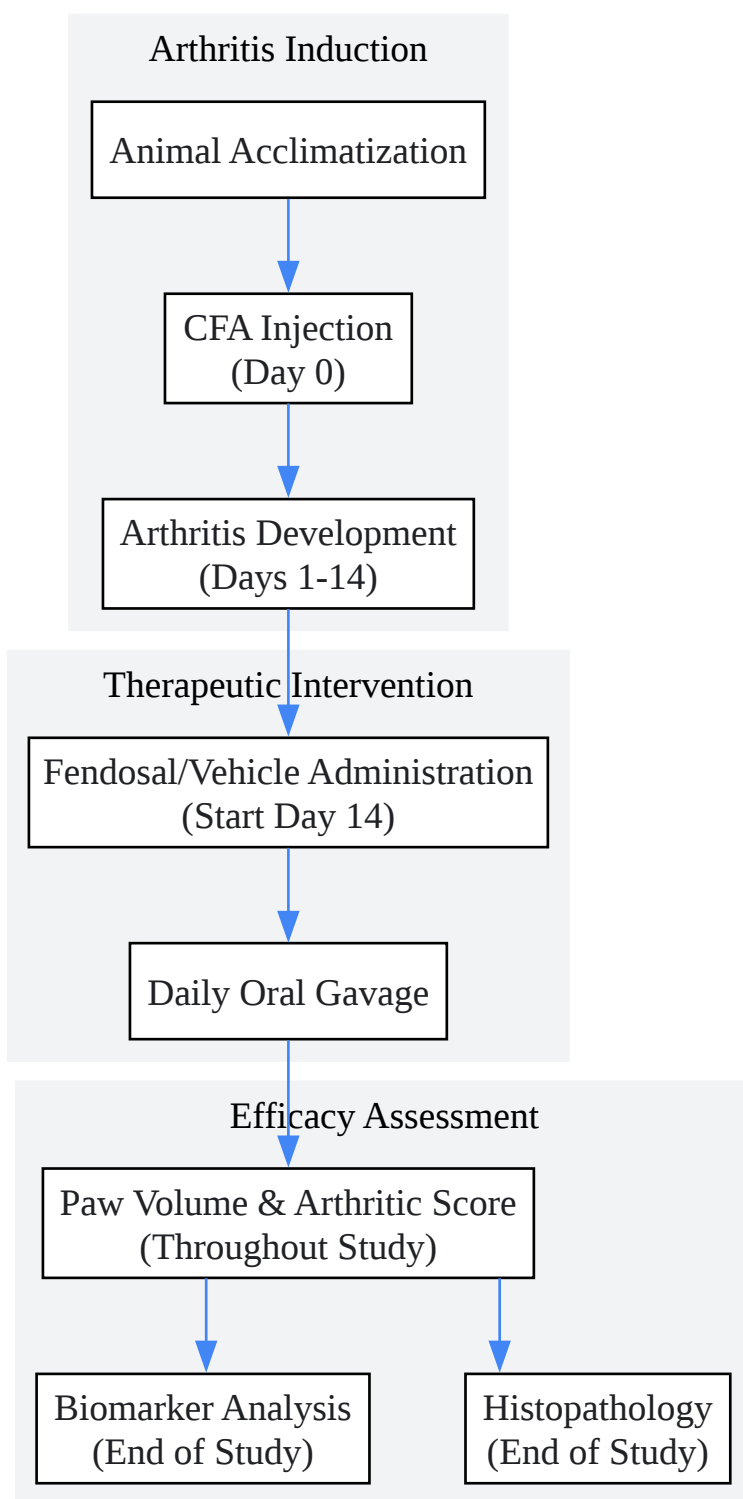 Arthritis Induction
Animal Acclimatization
CFA Injection
(Day 0)
Arthritis Development
(Days 1-14)
Therapeutic Intervention
Fendosal/Vehicle Administration
(Start Day 14)
Daily Oral Gavage
Efficacy Assessment
Paw Volume & Arthritic Score
(Throughout Study)
Biomarker Analysis
(End of Study)
Histopathology
(End of Study)